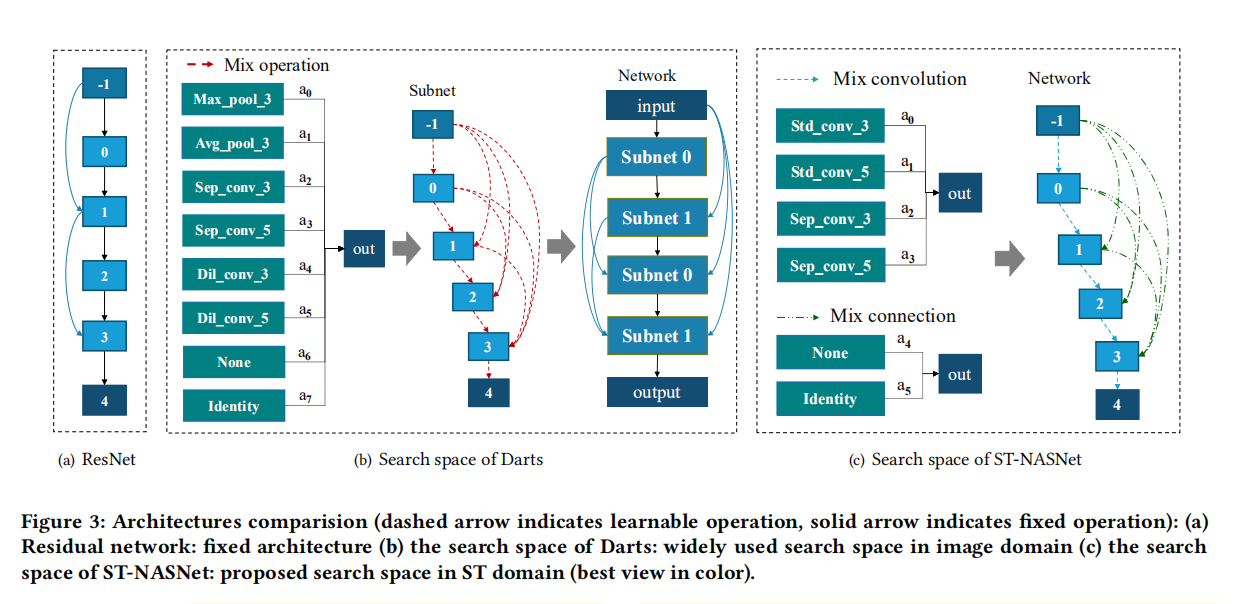 -1
0
1
2
3
4
(a) ResNet
Mix operation
Max_pool_3
a0
Avg_pool_3
a1
Sep_conv_3
a2
Sep_conv_5
a3
Dil_conv_3
a4
Dil_conv_5
a5
None
a6
Identity
a7
out
Subnet
-1
0
1
2
3
4
Network
input
Subnet 0
Subnet 1
Subnet 0
Subnet 1
output
(b) Search space of Darts
Mix convolution
Std_conv_3
a0
Std_conv_5
a1
Sep_conv_3
a2
Sep_conv_5
a3
out
Mix connection
None
a4
Identity
a5
out
Network
-1
0
1
2
3
4
(c) Search space of ST-NASNet
Figure 3: Architectures comparision (dashed arrow indicates learnable operation, solid arrow indicates fixed operation): (a)
Residual network: fixed architecture (b) the search space of Darts: widely used search space in image domain (c) the search
space of ST-NASNet: proposed search space in ST domain (best view in color).